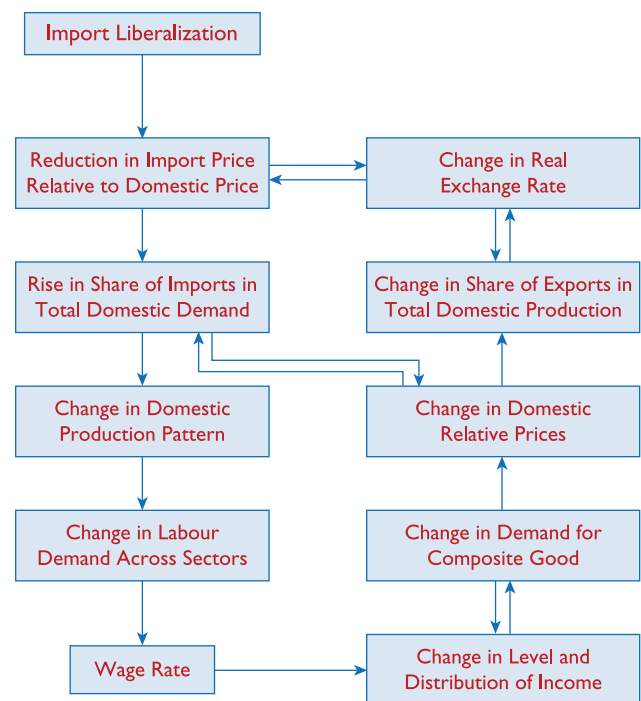 Import Liberalization
Reduction in Import Price
Relative to Domestic Price
Change in Real
Exchange Rate
Rise in Share of Imports in
Total Domestic Demand
Change in Share of Exports in
Total Domestic Production
Change in Domestic
Production Pattern
Change in Domestic
Relative Prices
Change in Labour
Demand Across Sectors
Change in Demand for
Composite Good
Wage Rate
Change in Level and
Distribution of Income